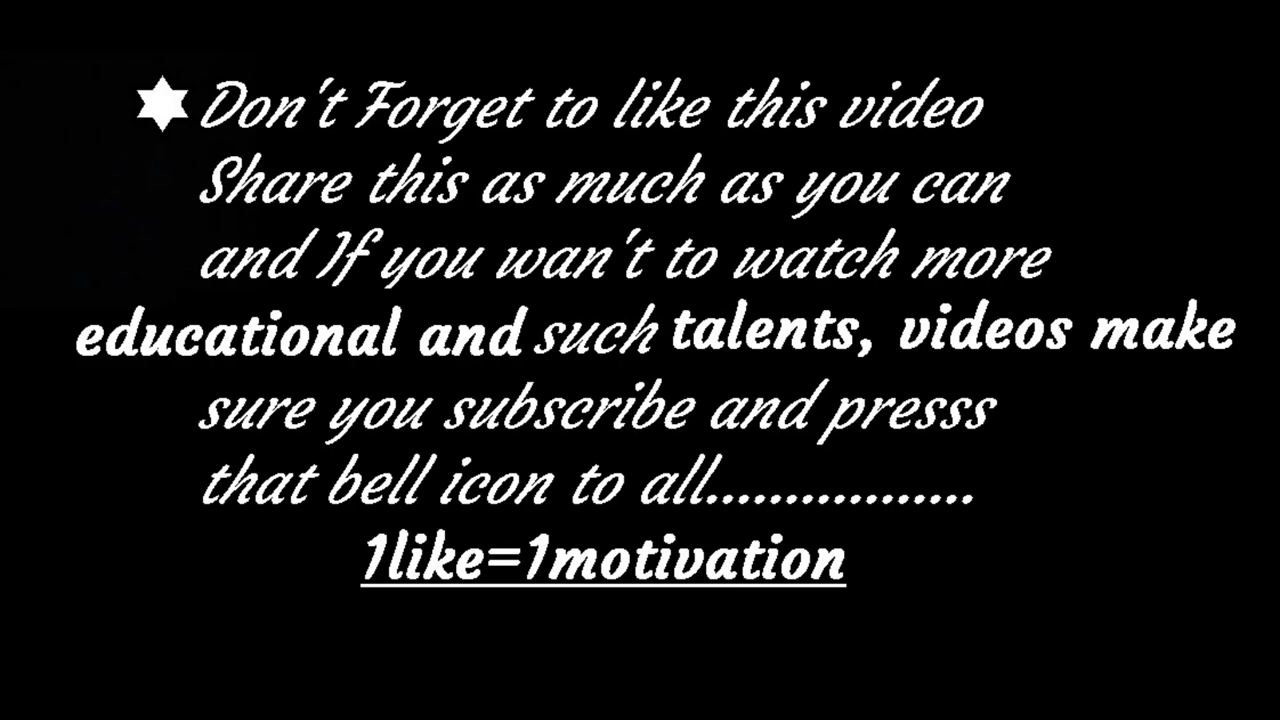 Don't Forget to like this video
Share this as much as you can
and If you wan't to watch more
educational and such talents, videos make
sure you subscribe and presss
that bell icon to all.................
1like=1motivation